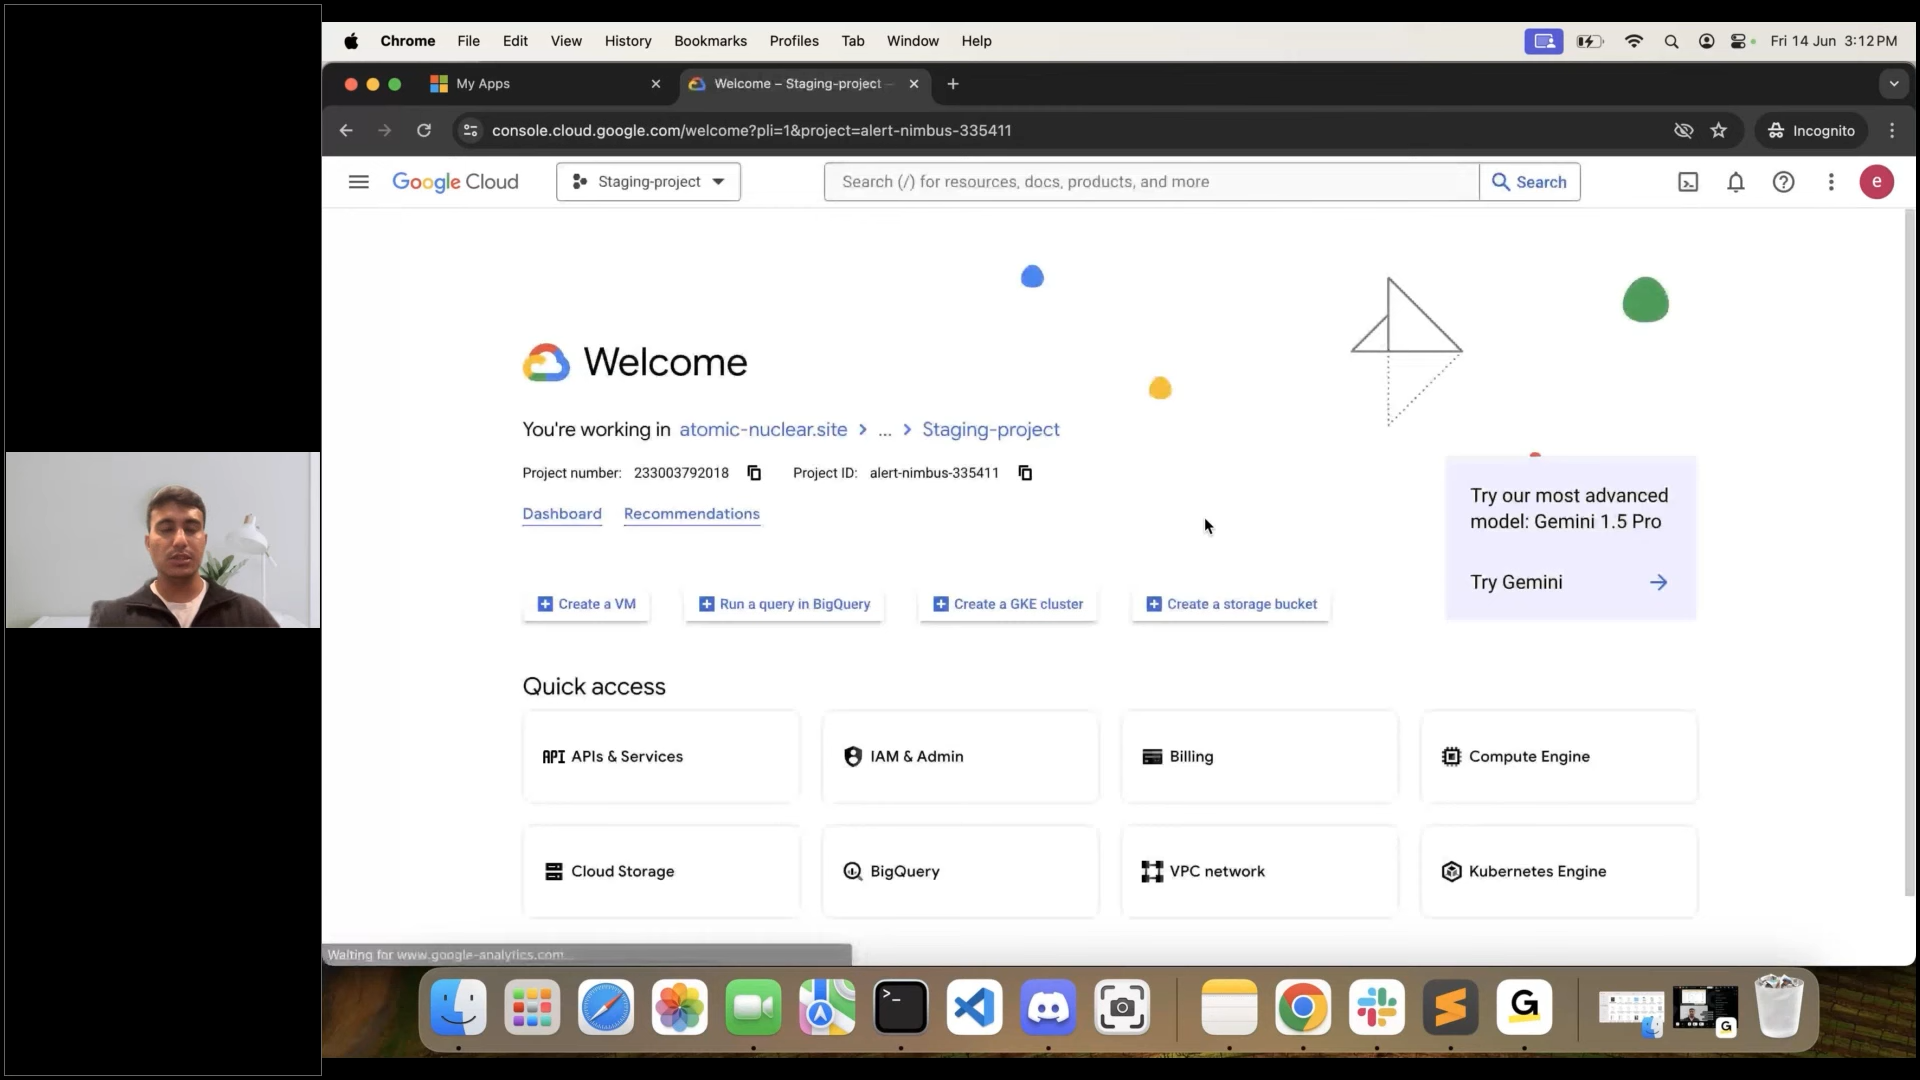 Chrome File Edit View History Bookmarks Profiles Tab Window Help Fri 14 Jun 3:12 PM
My Apps Welcome – Staging-project –
console.cloud.google.com/welcome?pli=1&project=alert-nimbus-335411 Incognito
Google Cloud Staging-project Search (/) for resources, docs, products, and more Search e
Welcome
You're working in atomic-nuclear.site > ... > Staging-project
Project number: 233003792018 Project ID: alert-nimbus-335411
Dashboard Recommendations
Try our most advanced
model: Gemini 1.5 Pro
Try Gemini
Create a VM Run a query in BigQuery Create a GKE cluster Create a storage bucket
Quick access
API APIs & Services IAM & Admin Billing Compute Engine
Cloud Storage BigQuery VPC network Kubernetes Engine
Waiting for www.google-analytics.com...